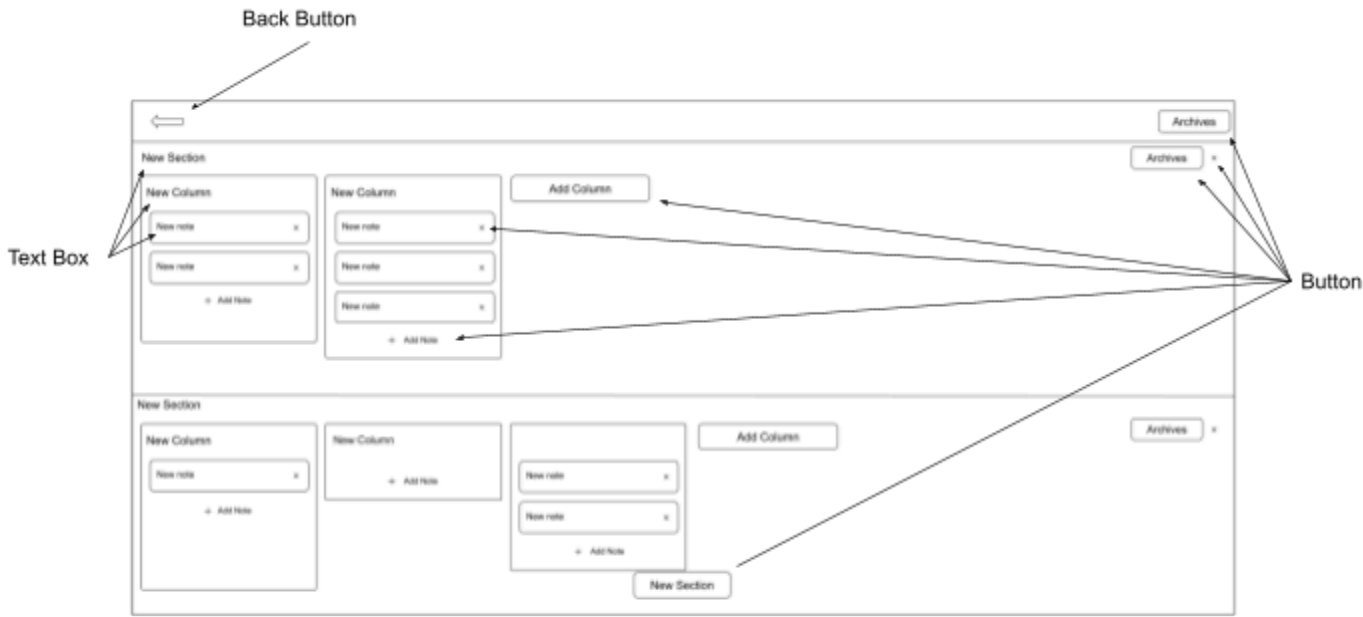 Back Button
Archives
New Section
Archives
x
New Column
New Column
Add Column
New note
x
New note
x
Text Box
New note
x
New note
x
Button
+ Add Note
New note
x
+ Add Note
New Section
New Column
New Column
Add Column
Archives
x
New note
x
+ Add Note
New note
x
+ Add Note
New note
x
+ Add Note
New Section